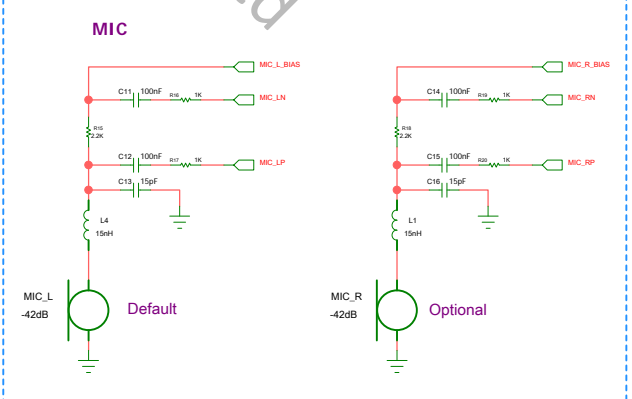 MIC
MIC_L_BIAS
C11 100nF R16 1K MIC_LN
R15
2.2K
C12 100nF R17 1K MIC_LP
C13 15pF
L4
15nH
MIC_L
-42dB
Default
MIC_R_BIAS
C14 100nF R19 1K MIC_RN
R18
2.2K
C15 100nF R20 1K MIC_RP
C16 15pF
L1
15nH
MIC_R
-42dB
Optional